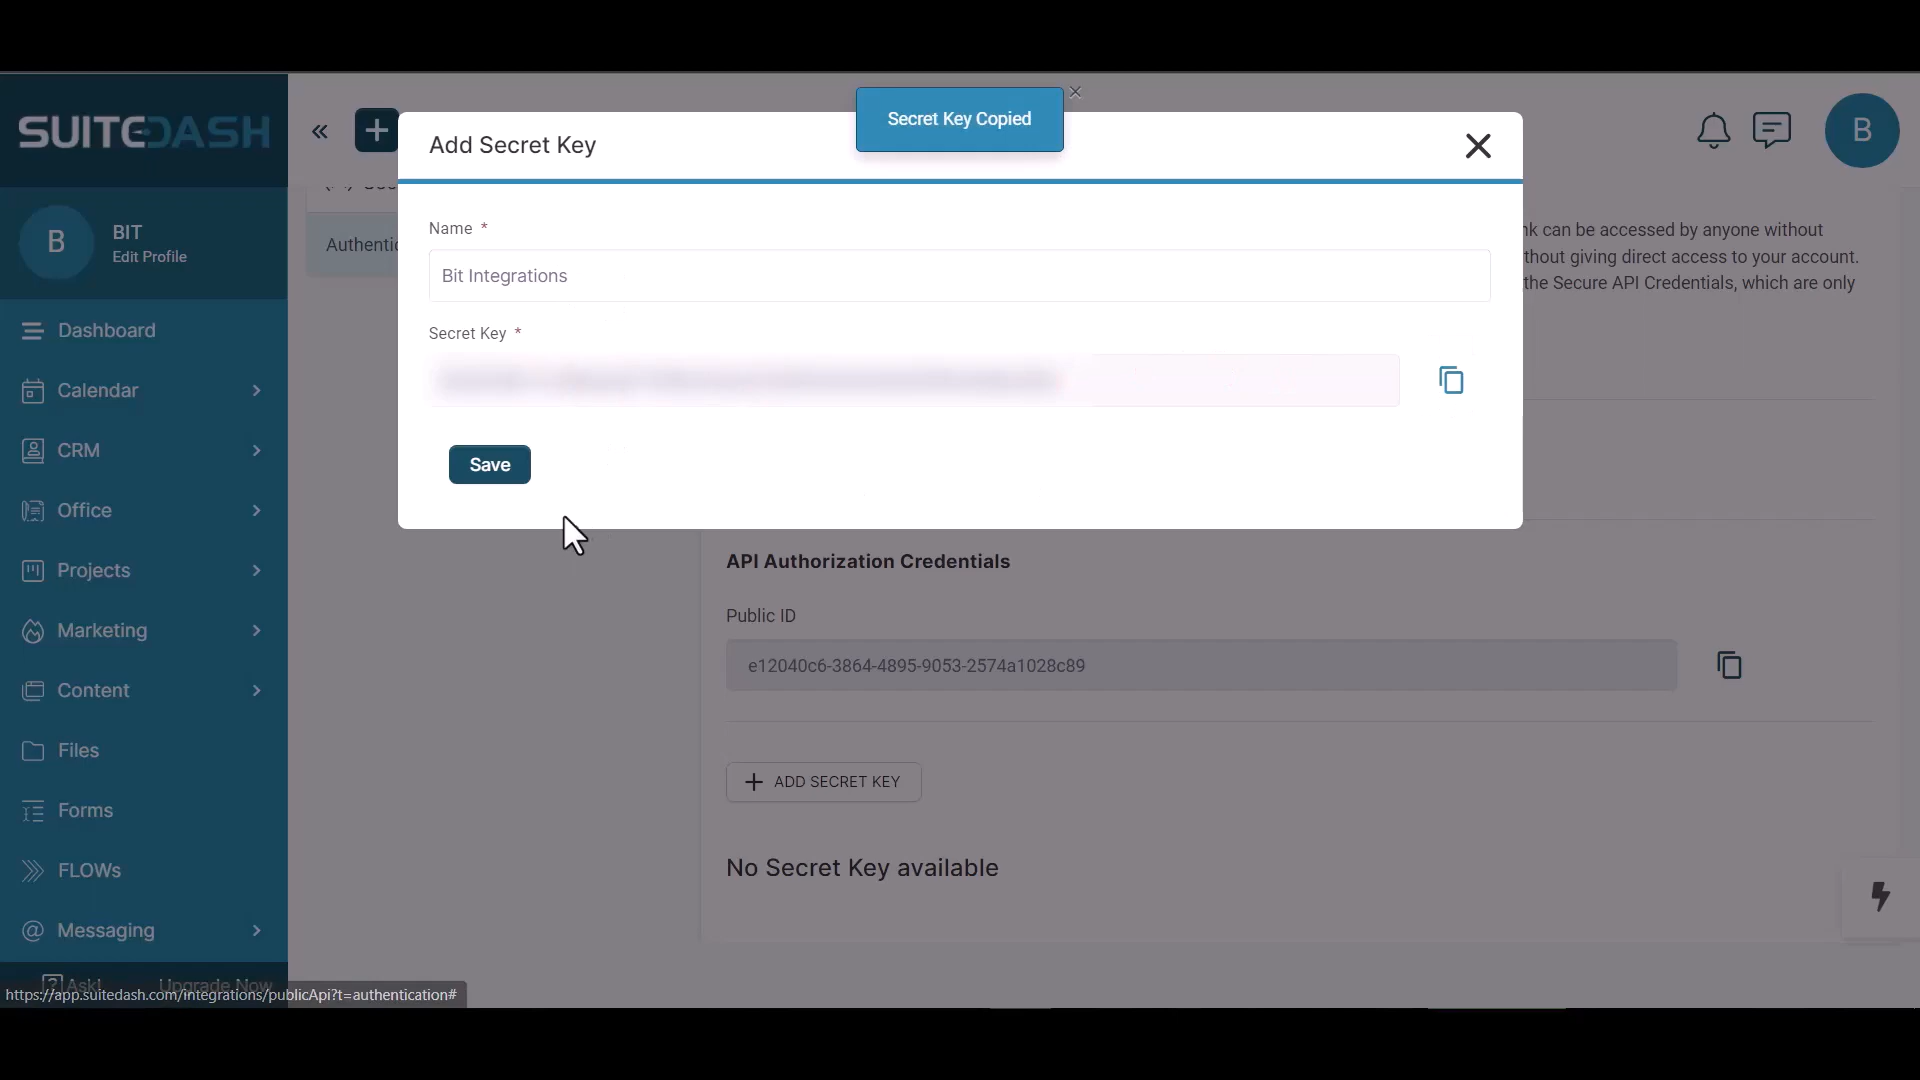 SUITEDASH
B
BIT
Edit Profile
Dashboard
Calendar
CRM
Office
Projects
Marketing
Content
Files
Forms
FLOWs
@ Messaging
Ask!
Upgrade Now
https://app.suitedash.com/integrations/publicApi?t=authentication#
Secret Key Copied
B
Add Secret Key
Name *
Bit Integrations
Secret Key *
Save
nk can be accessed by anyone without
thout giving direct access to your account.
the Secure API Credentials, which are only
API Authorization Credentials
Public ID
e12040c6-3864-4895-9053-2574a1028c89
+ ADD SECRET KEY
No Secret Key available